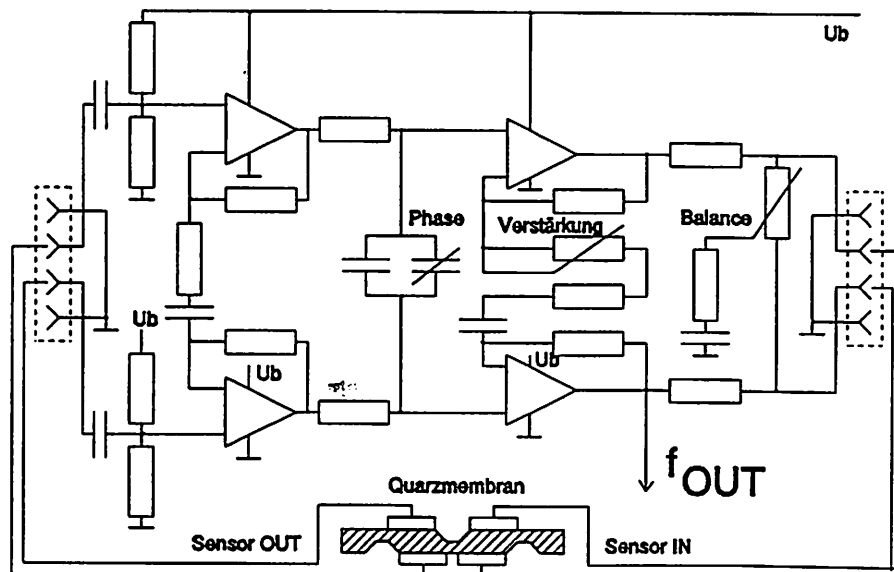 Ub
Phase
Verstärkung
Balance
Ub
Ub
Ub
fOUT
Quarzmembran
Sensor OUT
Sensor IN